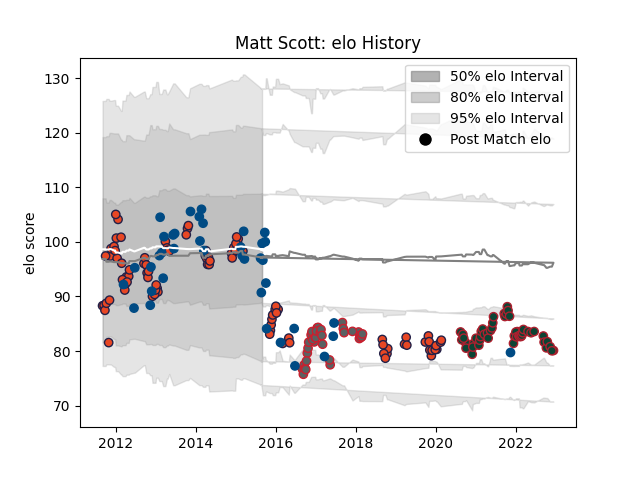 Matt Scott: elo History
50% elo Interval
80% elo Interval
95% elo Interval
Post Match elo
elo score
130
120
110
100
90
80
70
2012
2014
2016
2018
2020
2022